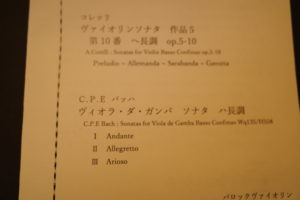 コレッリ
ヴァイオリンソナタ 作品5
第10番 ヘ長調 op.5-10
A.Corelli : Sonatas for Violin Basso Continuo op.5-10
Preludio - Allemanda - Sarabanda - Gavotta
C.P.E バッハ
ヴィオラ・ダ・ガンバ ソナタ ハ長調
C.P.E Bach : Sonatas for Viola de Gamba Basso Continuo Wq136/H558
I Andante
II Allegretto
III Arioso
バロックヴァイオリン